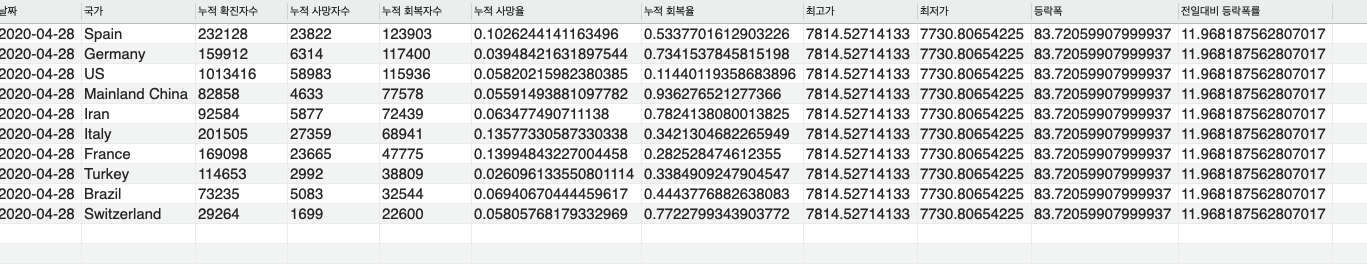 날짜 국가 누적 확진자수 누적 사망자수 누적 회복자수 누적 사망율 누적 회복율 최고가 최저가 등락폭 전일대비 등락폭률
2020-04-28 Spain 232128 23822 123903 0.1026244141163496 0.5337701612903226 7814.52714133 7730.80654225 83.72059907999937 11.968187562807017
2020-04-28 Germany 159912 6314 117400 0.03948421631897544 0.7341537845815198 7814.52714133 7730.80654225 83.72059907999937 11.968187562807017
2020-04-28 US 1013416 58983 115936 0.05820215982380385 0.11440119358683896 7814.52714133 7730.80654225 83.72059907999937 11.968187562807017
2020-04-28 Mainland China 82858 4633 77578 0.05591493881097782 0.936276521277366 7814.52714133 7730.80654225 83.72059907999937 11.968187562807017
2020-04-28 Iran 92584 5877 72439 0.063477490711138 0.7824138080013825 7814.52714133 7730.80654225 83.72059907999937 11.968187562807017
2020-04-28 Italy 201505 27359 68941 0.13577330587330338 0.3421304682265949 7814.52714133 7730.80654225 83.72059907999937 11.968187562807017
2020-04-28 France 169098 23665 47775 0.13994843227004458 0.282528474612355 7814.52714133 7730.80654225 83.72059907999937 11.968187562807017
2020-04-28 Turkey 114653 2992 38809 0.026096133550801114 0.3384909247904547 7814.52714133 7730.80654225 83.72059907999937 11.968187562807017
2020-04-28 Brazil 73235 5083 32544 0.06940670444459617 0.4443776882638083 7814.52714133 7730.80654225 83.72059907999937 11.968187562807017
2020-04-28 Switzerland 29264 1699 22600 0.05805768179332969 0.7722799343903772 7814.52714133 7730.80654225 83.72059907999937 11.968187562807017